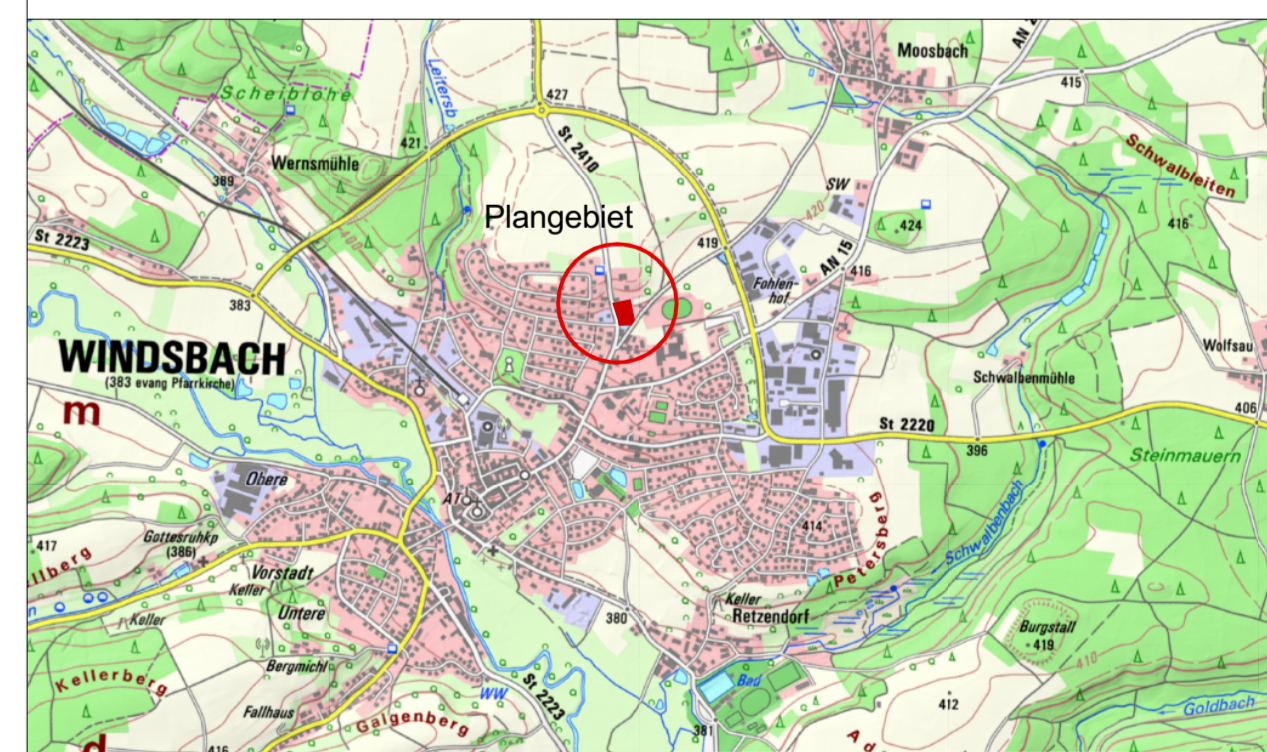 Moosbach
AN
415
427
Scheiblohe
Leitersb
421
St 2410
Wernsmühle
389
Schwalbleiten
SW
420
424
416
Plangebiet
400
St 2223
419
AN 15
416
Fohlen-
hof
383
WINDSBACH
(383 evang Pfarrkirche)
Wolfsau
Schwalbenmühle
m
406
St 2220
396
Steinmauern
Obere
AT
414
Petersberg
Schwalbenbach
Gottesruhkp
(386)
417
llberg
Vorstadt
Keller
Untere
Keller
Keller
Retzendorf
380
Burgstall
419
410
Bergmichl
Kellerberg
WW
St 2223
Bad
412
Goldbach
Fallhaus
Galgenberg
381
d
416
A d